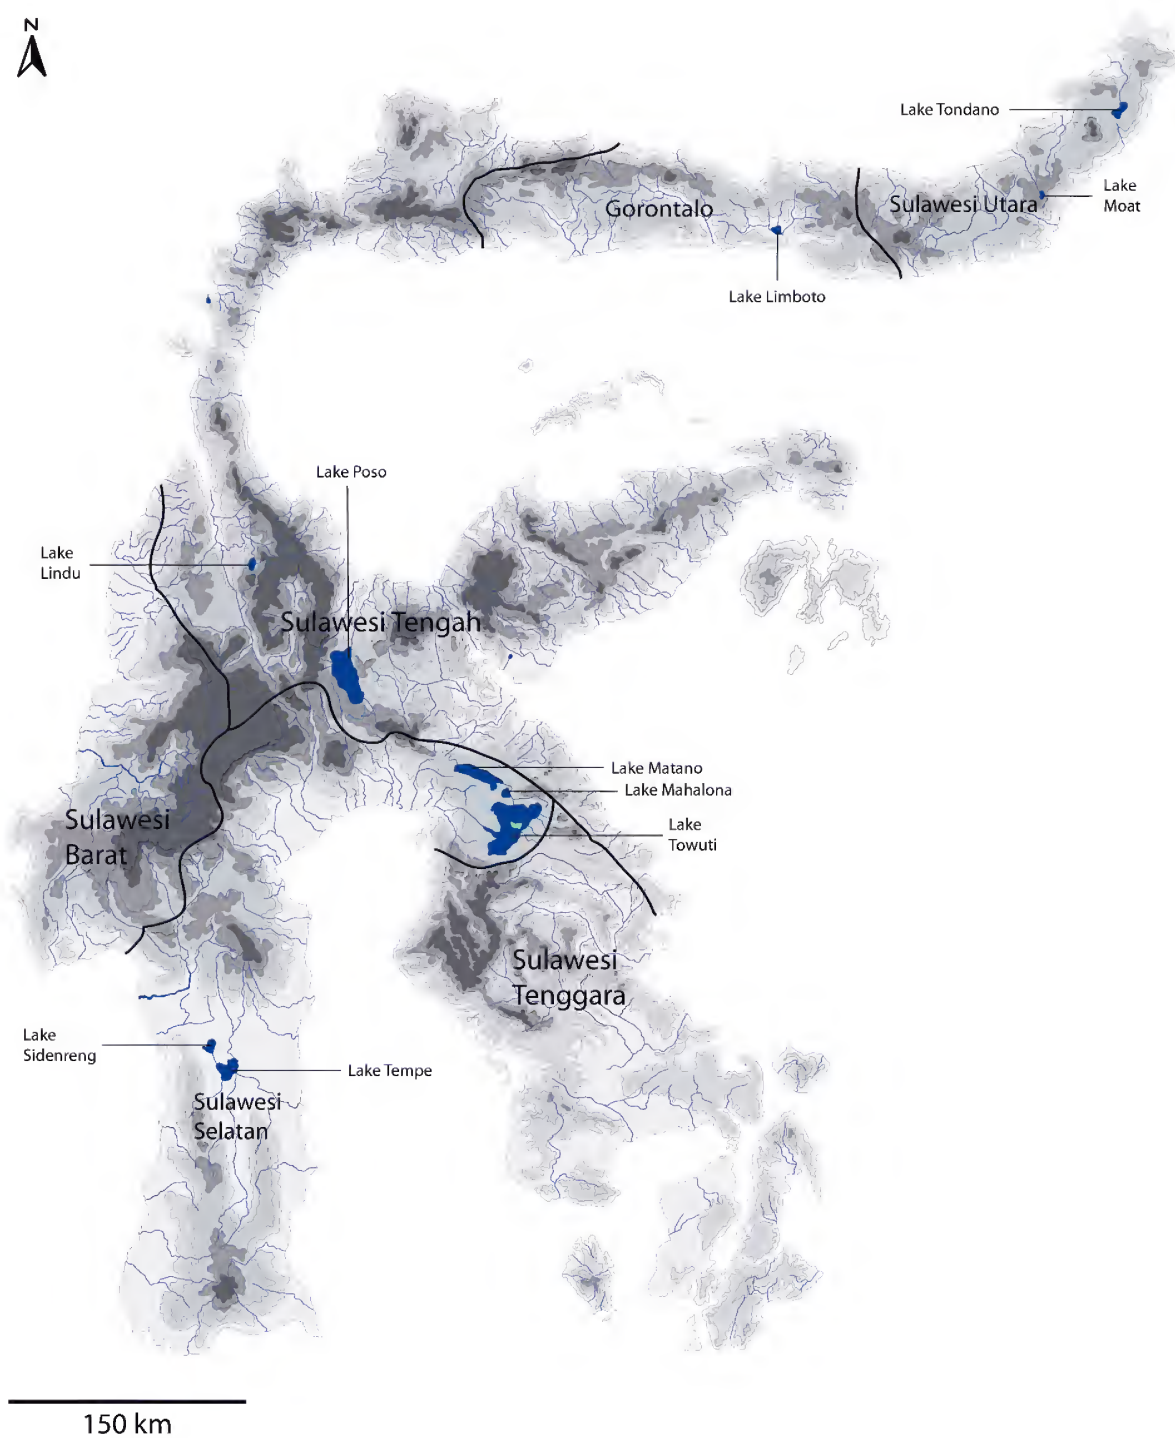 N
Lake Tondano
Lake
Moat
Sulawesi Utara
Gorontalo
Lake Limboto
Lake Poso
Lake
Lindu
Sulawesi Tengah
Lake Matano
Lake Mahalona
Lake
Towuti
Sulawesi
Barat
Sulawesi
Tenggara
Lake
Sidenreng
Lake Tempe
Sulawesi
Selatan
150 km